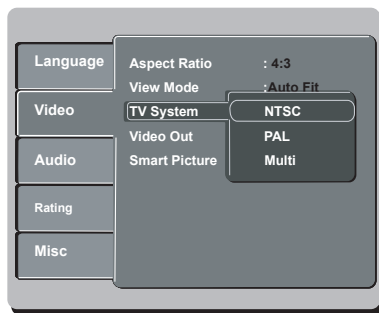 Language
Video
Audio
Rating
Misc
Aspect Ratio : 4:3
View Mode :Auto Fit
TV System NTSC
Video Out PAL
Smart Picture Multi